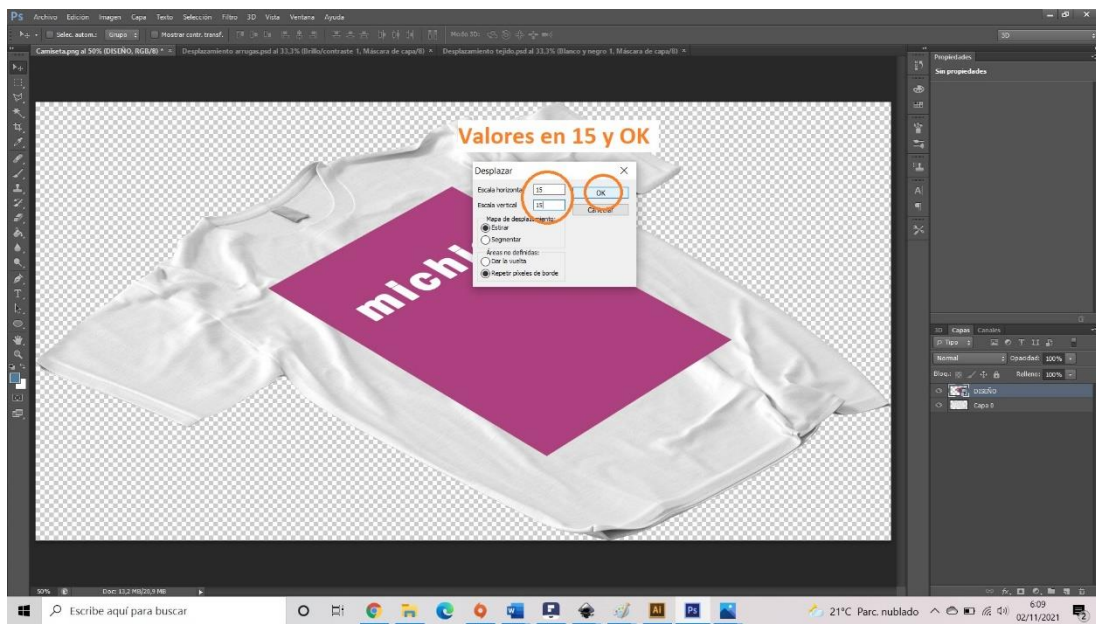 Ps Archivo Edición Imagen Capa Texto Selección Filtro 3D Vista Ventana Ayuda
Selec. autom.: Grupo Mostrar contr. transf. Modo 3D: 3D
Camiseta.png al 50% (DISEÑO, RGB/8) * × Desplazamiento arrugas.psd al 33,3% (Brillo/contraste 1, Máscara de capa/8) × Desplazamiento tejido.psd al 33,3% (Blanco y negro 1, Máscara de capa/8) ×
Propiedades
Sin propiedades
Valores en 15 y OK
Desplazar
Escala horizontal 15 OK
Escala vertical 15 Cancelar
Mapa de desplazamiento:
Estirar
Segmentar
Áreas no definidas:
Dar la vuelta
Repetir píxeles de borde
michi
3D Capas Canales
Tipo
Normal Opacidad: 100%
Bloq.: Relleno: 100%
DISEÑO
Capa 0
50% Doc: 13,2 MB/26,9 MB
Escribe aquí para buscar
21°C Parc. nublado
6:09
02/11/2021